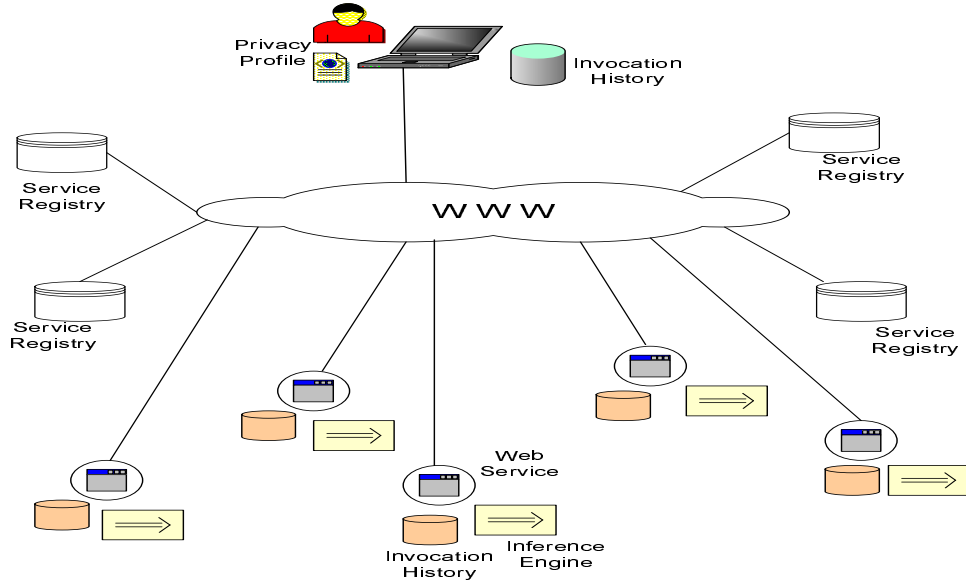 Privacy
Profile
Invocation
History
Service
Registry
Service
Registry
W W W
Service
Registry
Service
Registry
Web
Service
Invocation
History
Inference
Engine